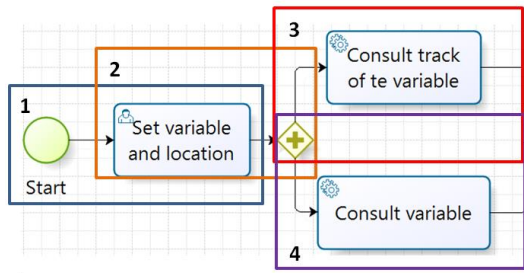 1
Start
2
Set variable
and location
3
Consult track
of te variable
Consult variable
4